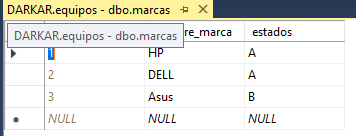 DARKAR.equipos - dbo.marcas
DARKAR.equipos - dbo.marcas re_marca estados
1 HP A
2 DELL A
3 Asus B
NULL NULL NULL